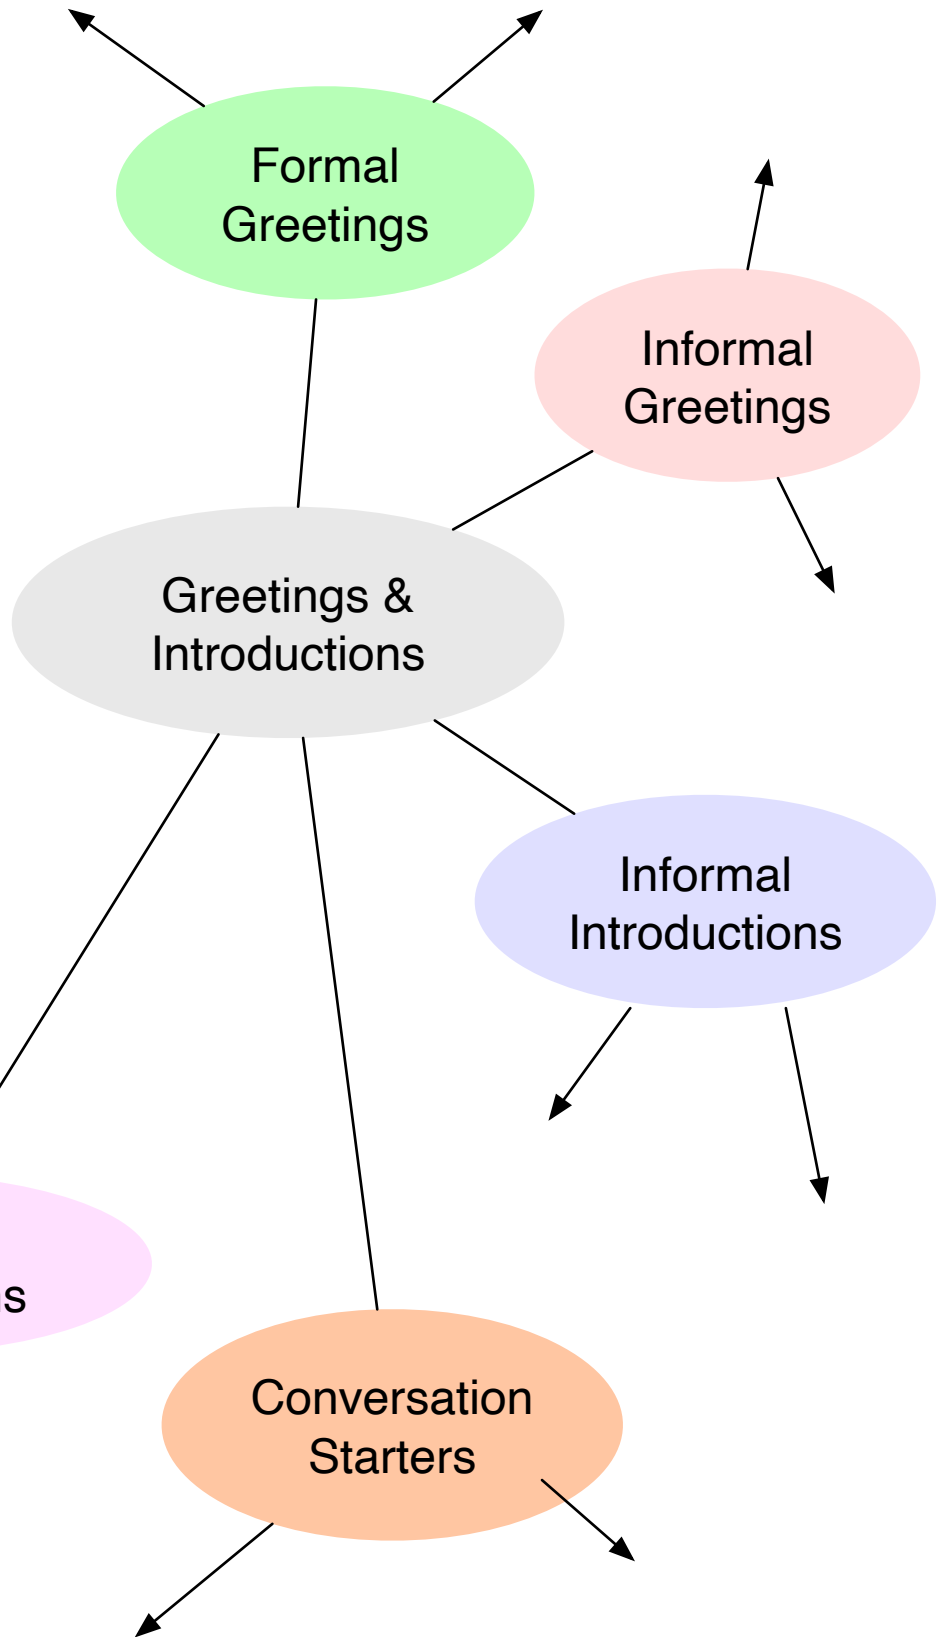 Formal
Greetings
Informal
Greetings
Greetings &
Introductions
Informal
Introductions
Conversation
Starters